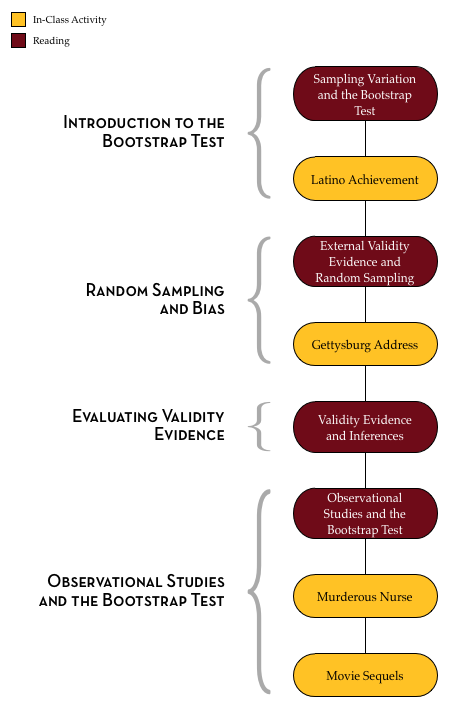 In-Class Activity
Reading
Sampling Variation
and the Bootstrap
Test
Introduction to the
Bootstrap Test
Latino Achievement
External Validity
Evidence and
Random Sampling
Random Sampling
and Bias
Gettysburg Address
Evaluating Validity
Evidence
Validity Evidence
and Inferences
Observational
Studies and the
Bootstrap Test
Observational Studies
and the Bootstrap Test
Murderous Nurse
Movie Sequels